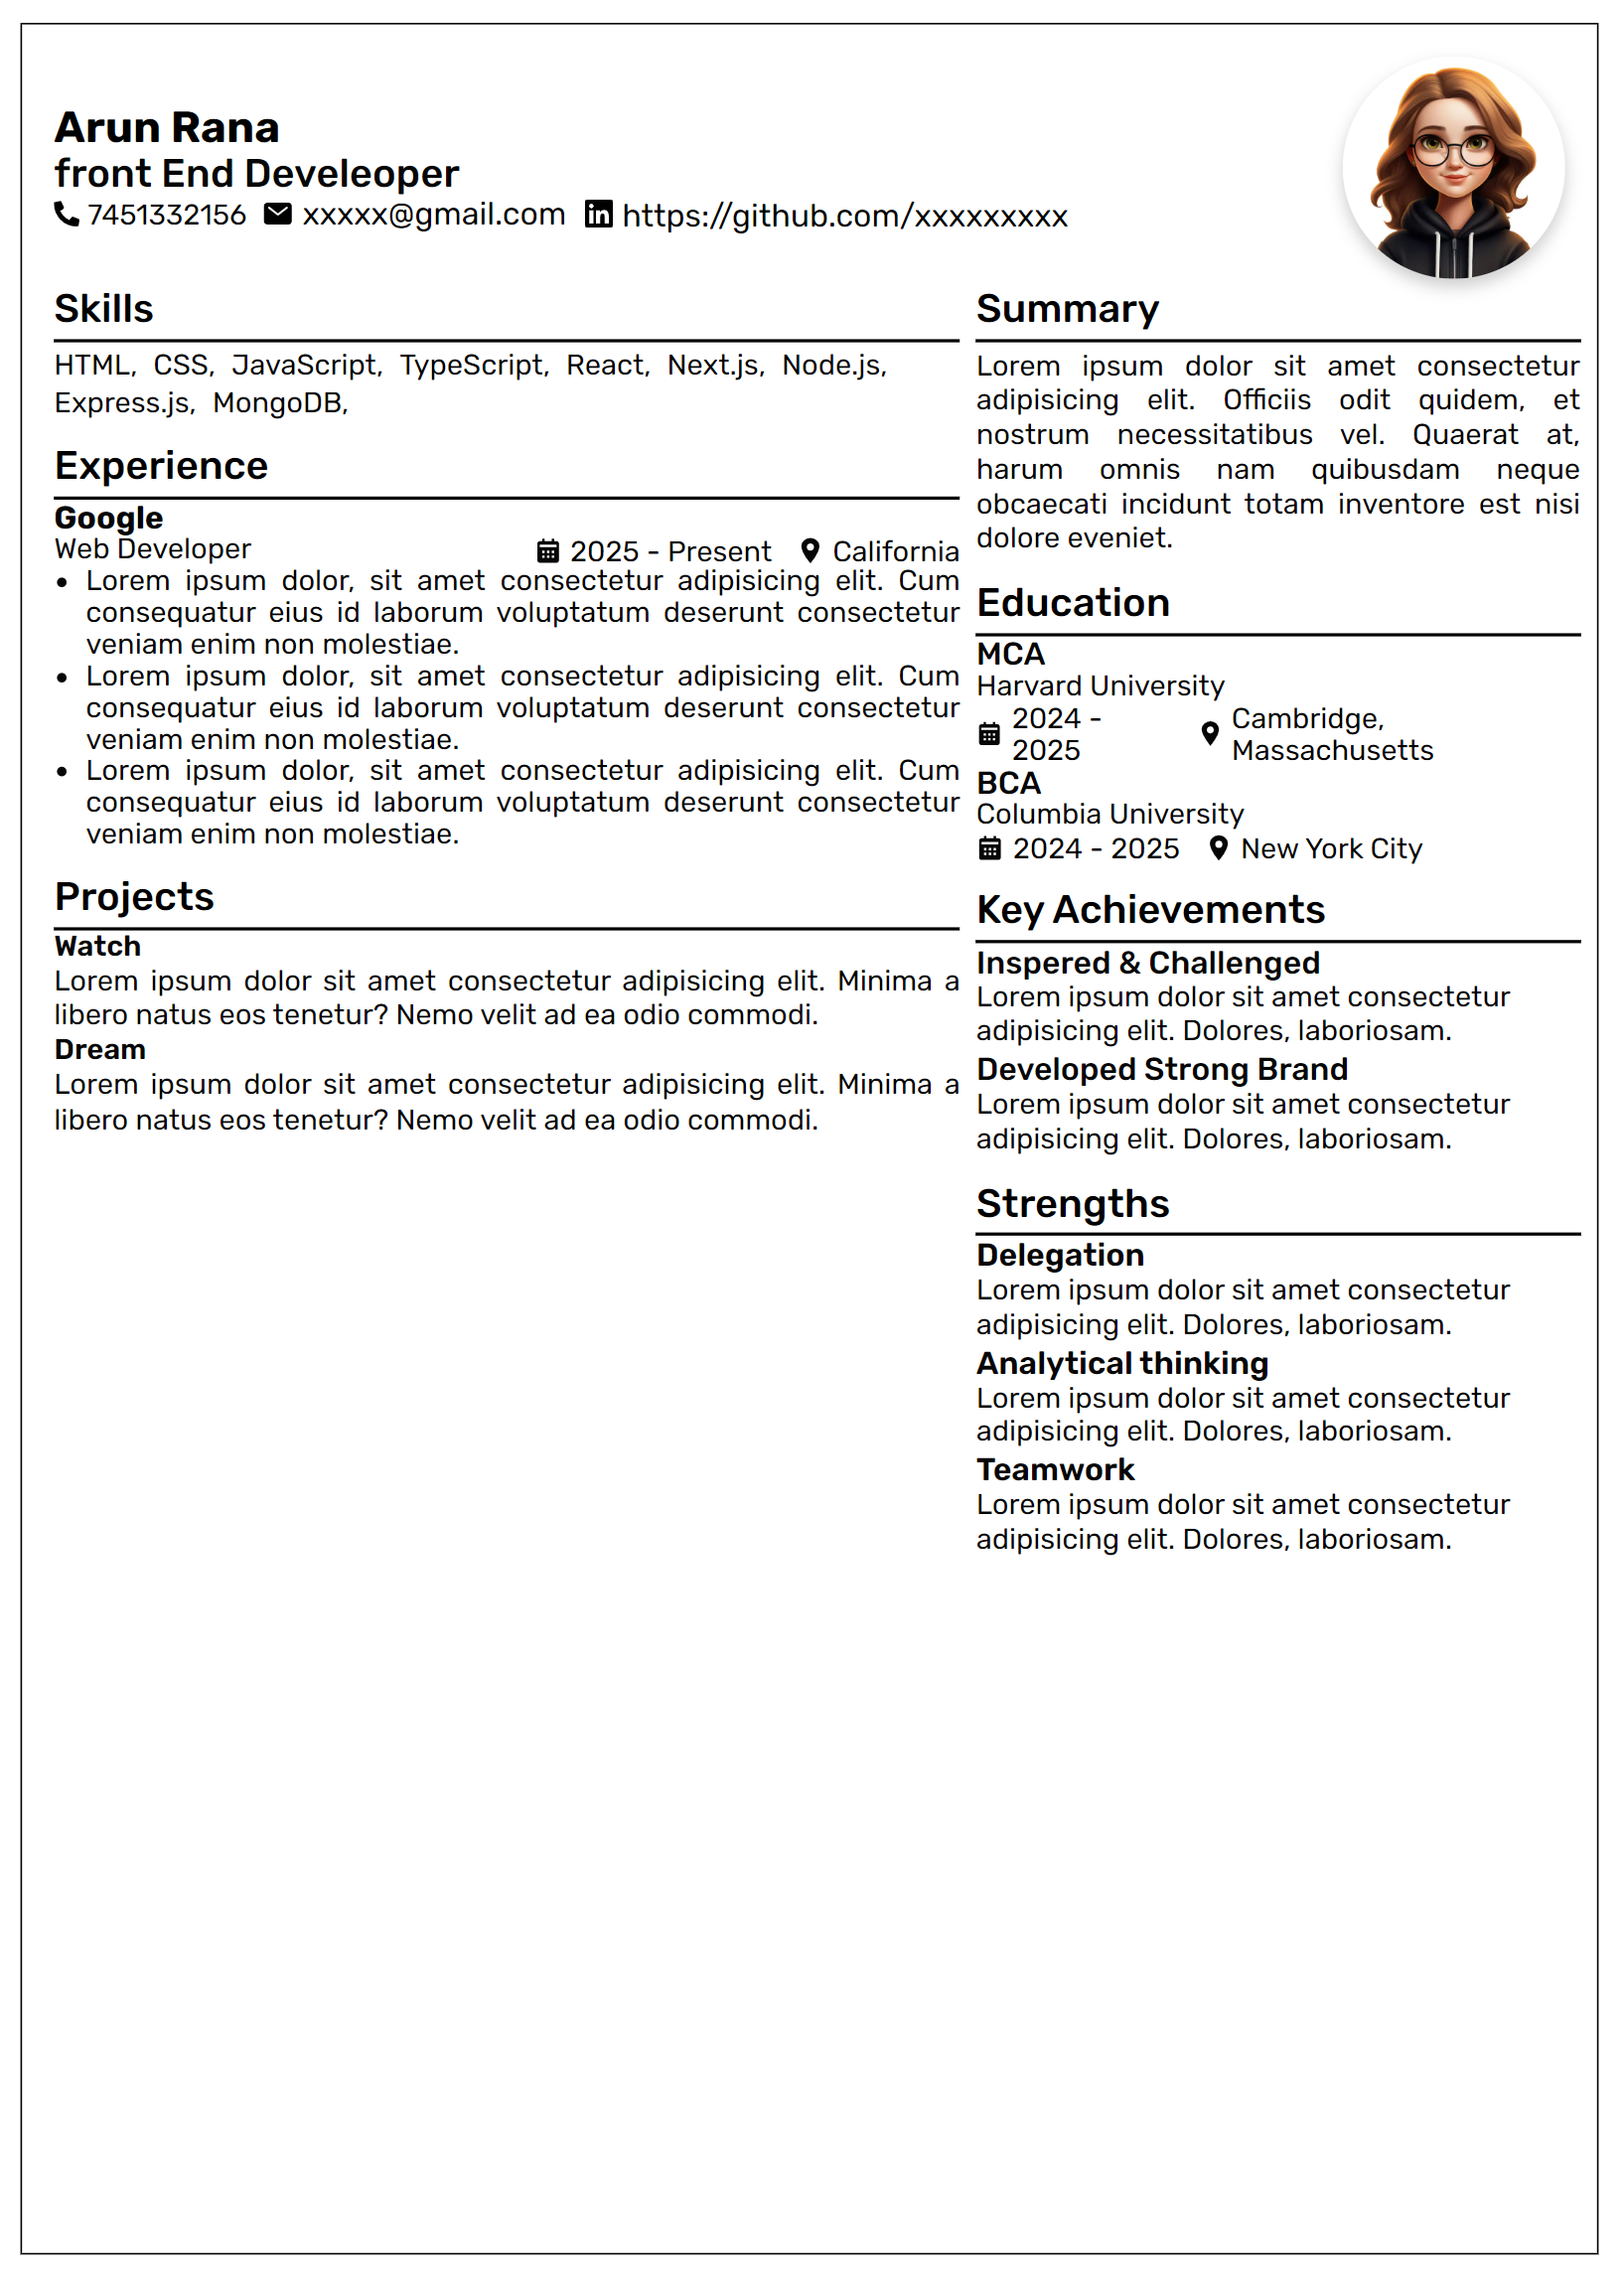 Arun Rana
front End Develeoper
7451332156 xxxxx@gmail.com https://github.com/xxxxxxxxx
Skills
HTML, CSS, JavaScript, TypeScript, React, Next.js, Node.js,
Express.js, MongoDB,
Experience
Google
Web Developer 2025 - Present California
• Lorem ipsum dolor, sit amet consectetur adipisicing elit. Cum
consequatur eius id laborum voluptatum deserunt consectetur
veniam enim non molestiae.
• Lorem ipsum dolor, sit amet consectetur adipisicing elit. Cum
consequatur eius id laborum voluptatum deserunt consectetur
veniam enim non molestiae.
• Lorem ipsum dolor, sit amet consectetur adipisicing elit. Cum
consequatur eius id laborum voluptatum deserunt consectetur
veniam enim non molestiae.
Projects
Watch
Lorem ipsum dolor sit amet consectetur adipisicing elit. Minima a
libero natus eos tenetur? Nemo velit ad ea odio commodi.
Dream
Lorem ipsum dolor sit amet consectetur adipisicing elit. Minima a
libero natus eos tenetur? Nemo velit ad ea odio commodi.
Summary
Lorem ipsum dolor sit amet consectetur
adipisicing elit. Officiis odit quidem, et
nostrum necessitatibus vel. Quaerat at,
harum omnis nam quibusdam neque
obcaecati incidunt totam inventore est nisi
dolore eveniet.
Education
MCA
Harvard University
2024 - 
2025
Cambridge,
Massachusetts
BCA
Columbia University
2024 - 2025 New York City
Key Achievements
Inspered & Challenged
Lorem ipsum dolor sit amet consectetur
adipisicing elit. Dolores, laboriosam.
Developed Strong Brand
Lorem ipsum dolor sit amet consectetur
adipisicing elit. Dolores, laboriosam.
Strengths
Delegation
Lorem ipsum dolor sit amet consectetur
adipisicing elit. Dolores, laboriosam.
Analytical thinking
Lorem ipsum dolor sit amet consectetur
adipisicing elit. Dolores, laboriosam.
Teamwork
Lorem ipsum dolor sit amet consectetur
adipisicing elit. Dolores, laboriosam.